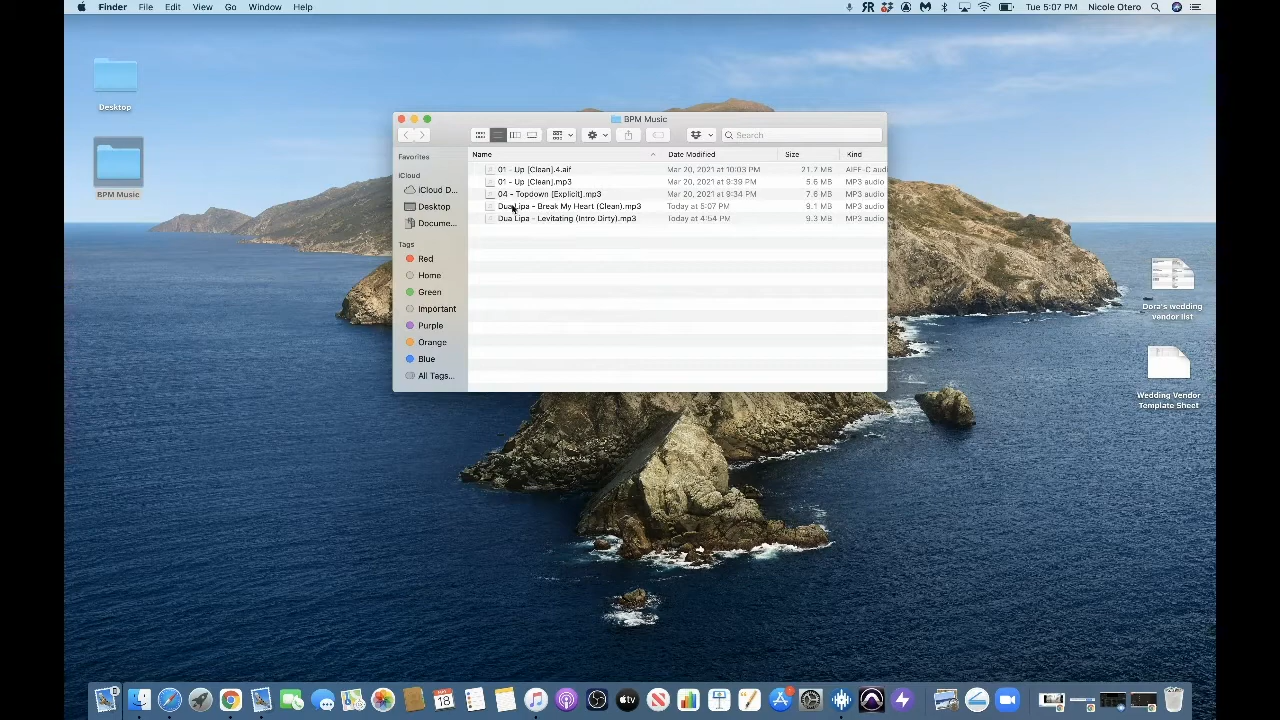 Finder File Edit View Go Window Help
Tue 5:07 PM Nicole Otero
Desktop
BPM Music
BPM Music
Search
Favorites
iCloud
iCloud D...
Desktop
Docume...
Tags
Red
Home
Green
Important
Purple
Orange
Blue
All Tags...
Name Date Modified Size Kind
01 - Up [Clean].4.aif Mar 20, 2021 at 10:03 PM 21.7 MB AIFF-C audi
01 - Up [Clean].mp3 Mar 20, 2021 at 9:39 PM 5.6 MB MP3 audio
04 - Topdown [Explicit].mp3 Mar 20, 2021 at 9:34 PM 7.6 MB MP3 audio
Dua Lipa - Break My Heart (Clean).mp3 Today at 5:07 PM 9.1 MB MP3 audio
Dua Lipa - Levitating (Intro Dirty).mp3 Today at 4:54 PM 9.3 MB MP3 audio
Dora's wedding
vendor list
Wedding Vendor
Template Sheet
18
tv